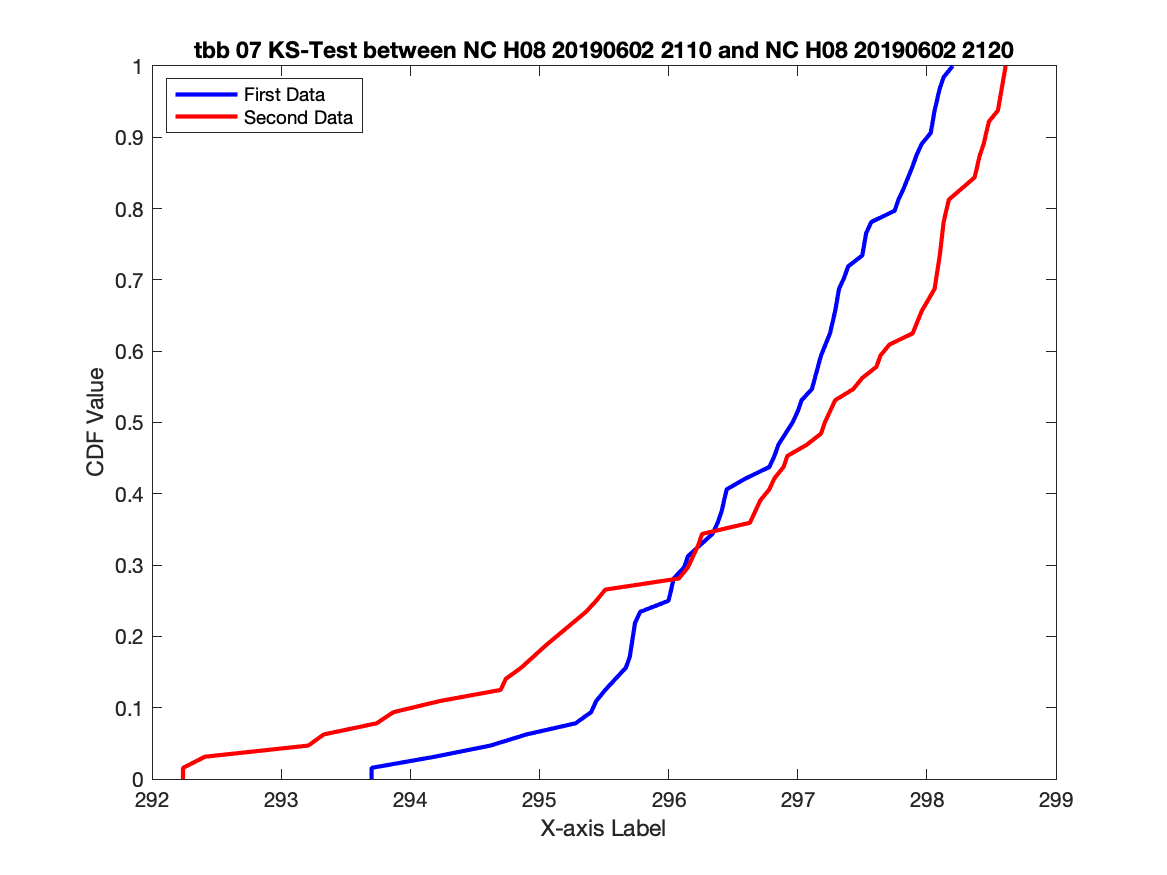 tbb 07 KS-Test between NC H08 20190602 2110 and NC H08 20190602 2120
First Data
Second Data
1
0.9
0.8
0.7
0.6
0.5
0.4
0.3
0.2
0.1
0
CDF Value
292 293 294 295 296 297 298 299
X-axis Label